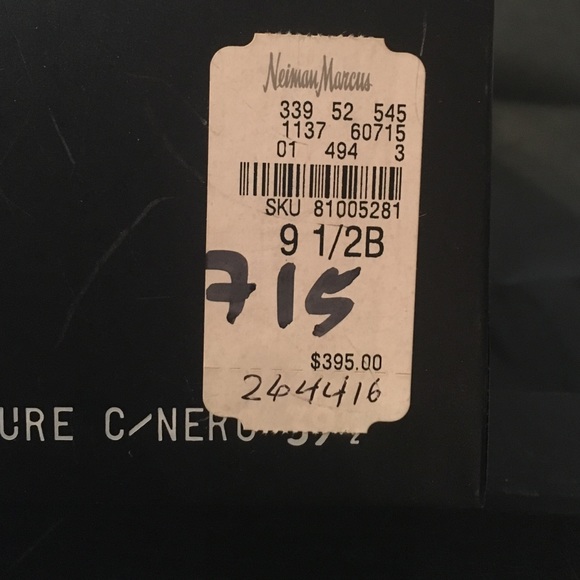 Neiman Marcus
339 52 545
1137 60715
01 494 3
SKU 81005281
9 1/2B
715
$395.00
264416
URE C/NERO